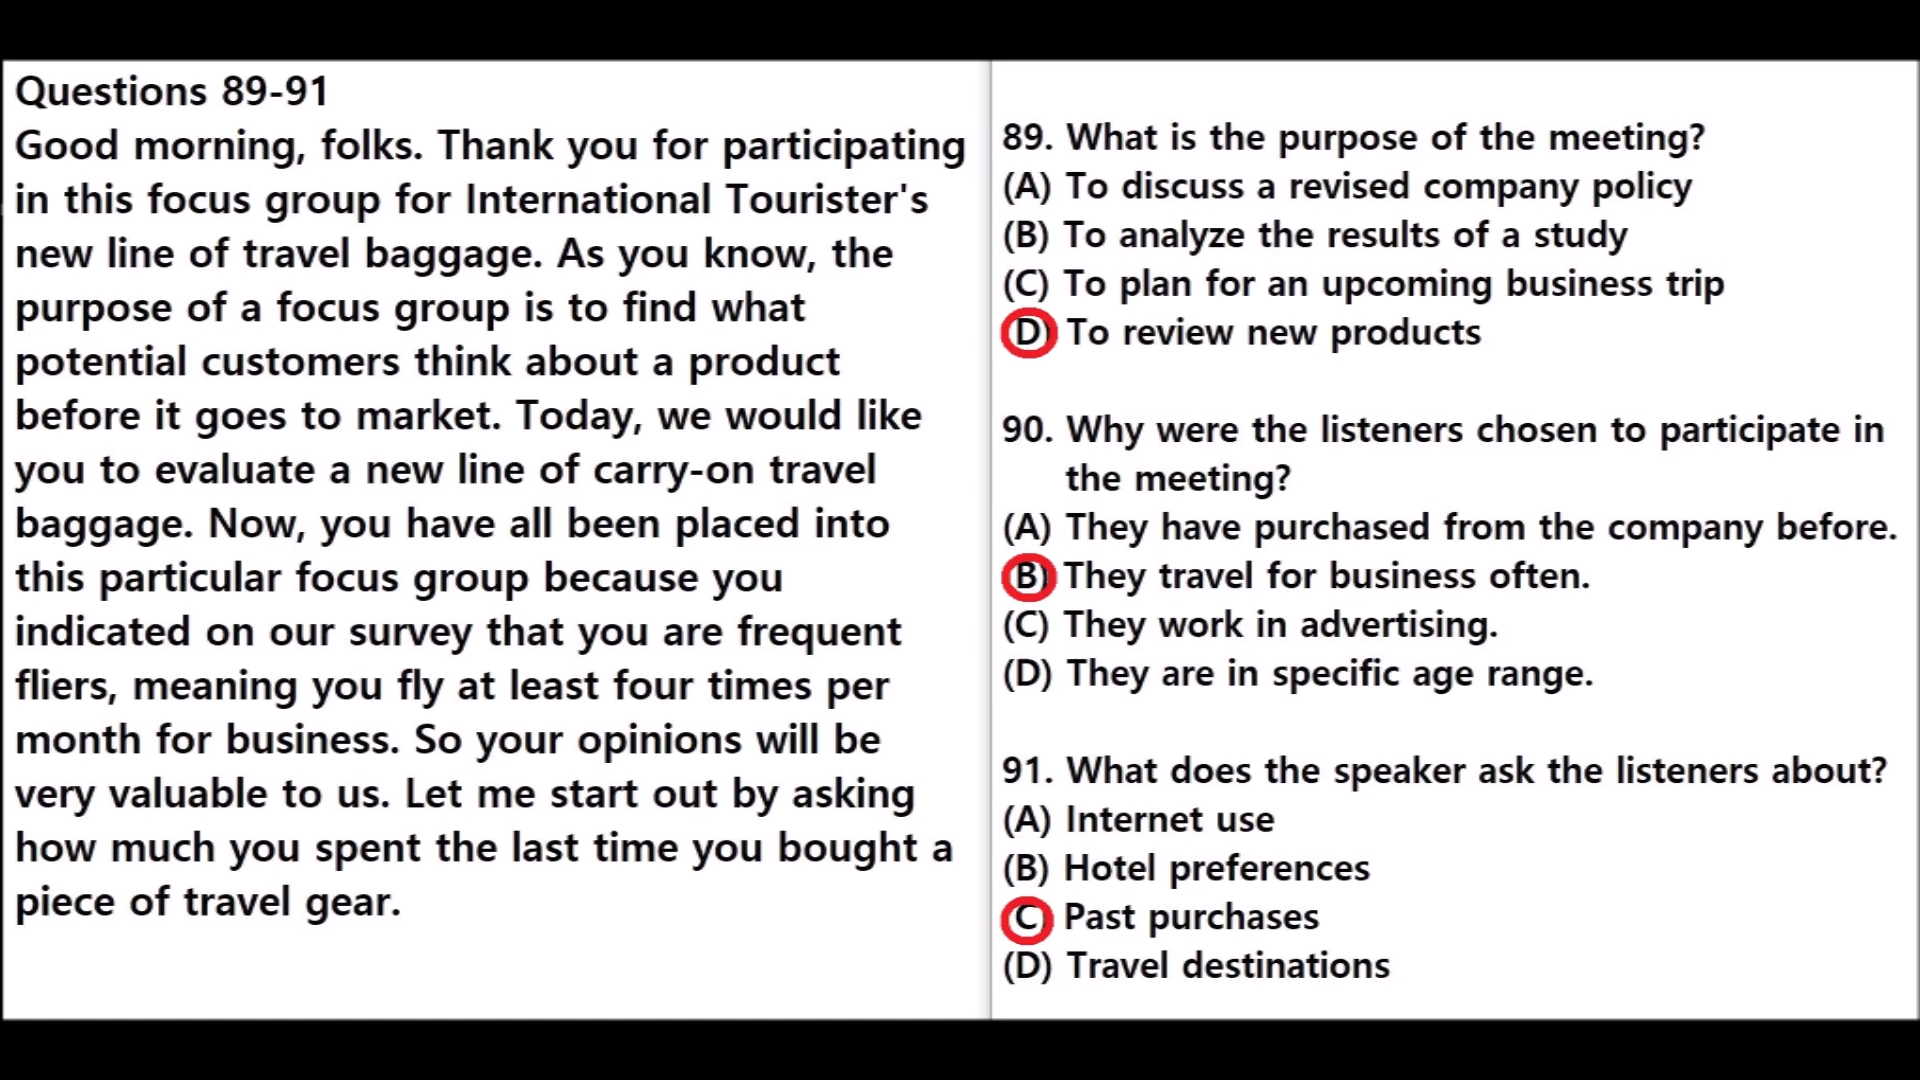 Questions 89-91
Good morning, folks. Thank you for participating
in this focus group for International Tourister's
new line of travel baggage. As you know, the
purpose of a focus group is to find what
potential customers think about a product
before it goes to market. Today, we would like
you to evaluate a new line of carry-on travel
baggage. Now, you have all been placed into
this particular focus group because you
indicated on our survey that you are frequent
fliers, meaning you fly at least four times per
month for business. So your opinions will be
very valuable to us. Let me start out by asking
how much you spent the last time you bought a
piece of travel gear.
89. What is the purpose of the meeting?
(A) To discuss a revised company policy
(B) To analyze the results of a study
(C) To plan for an upcoming business trip
(D) To review new products
90. Why were the listeners chosen to participate in
the meeting?
(A) They have purchased from the company before.
(B) They travel for business often.
(C) They work in advertising.
(D) They are in specific age range.
91. What does the speaker ask the listeners about?
(A) Internet use
(B) Hotel preferences
(C) Past purchases
(D) Travel destinations